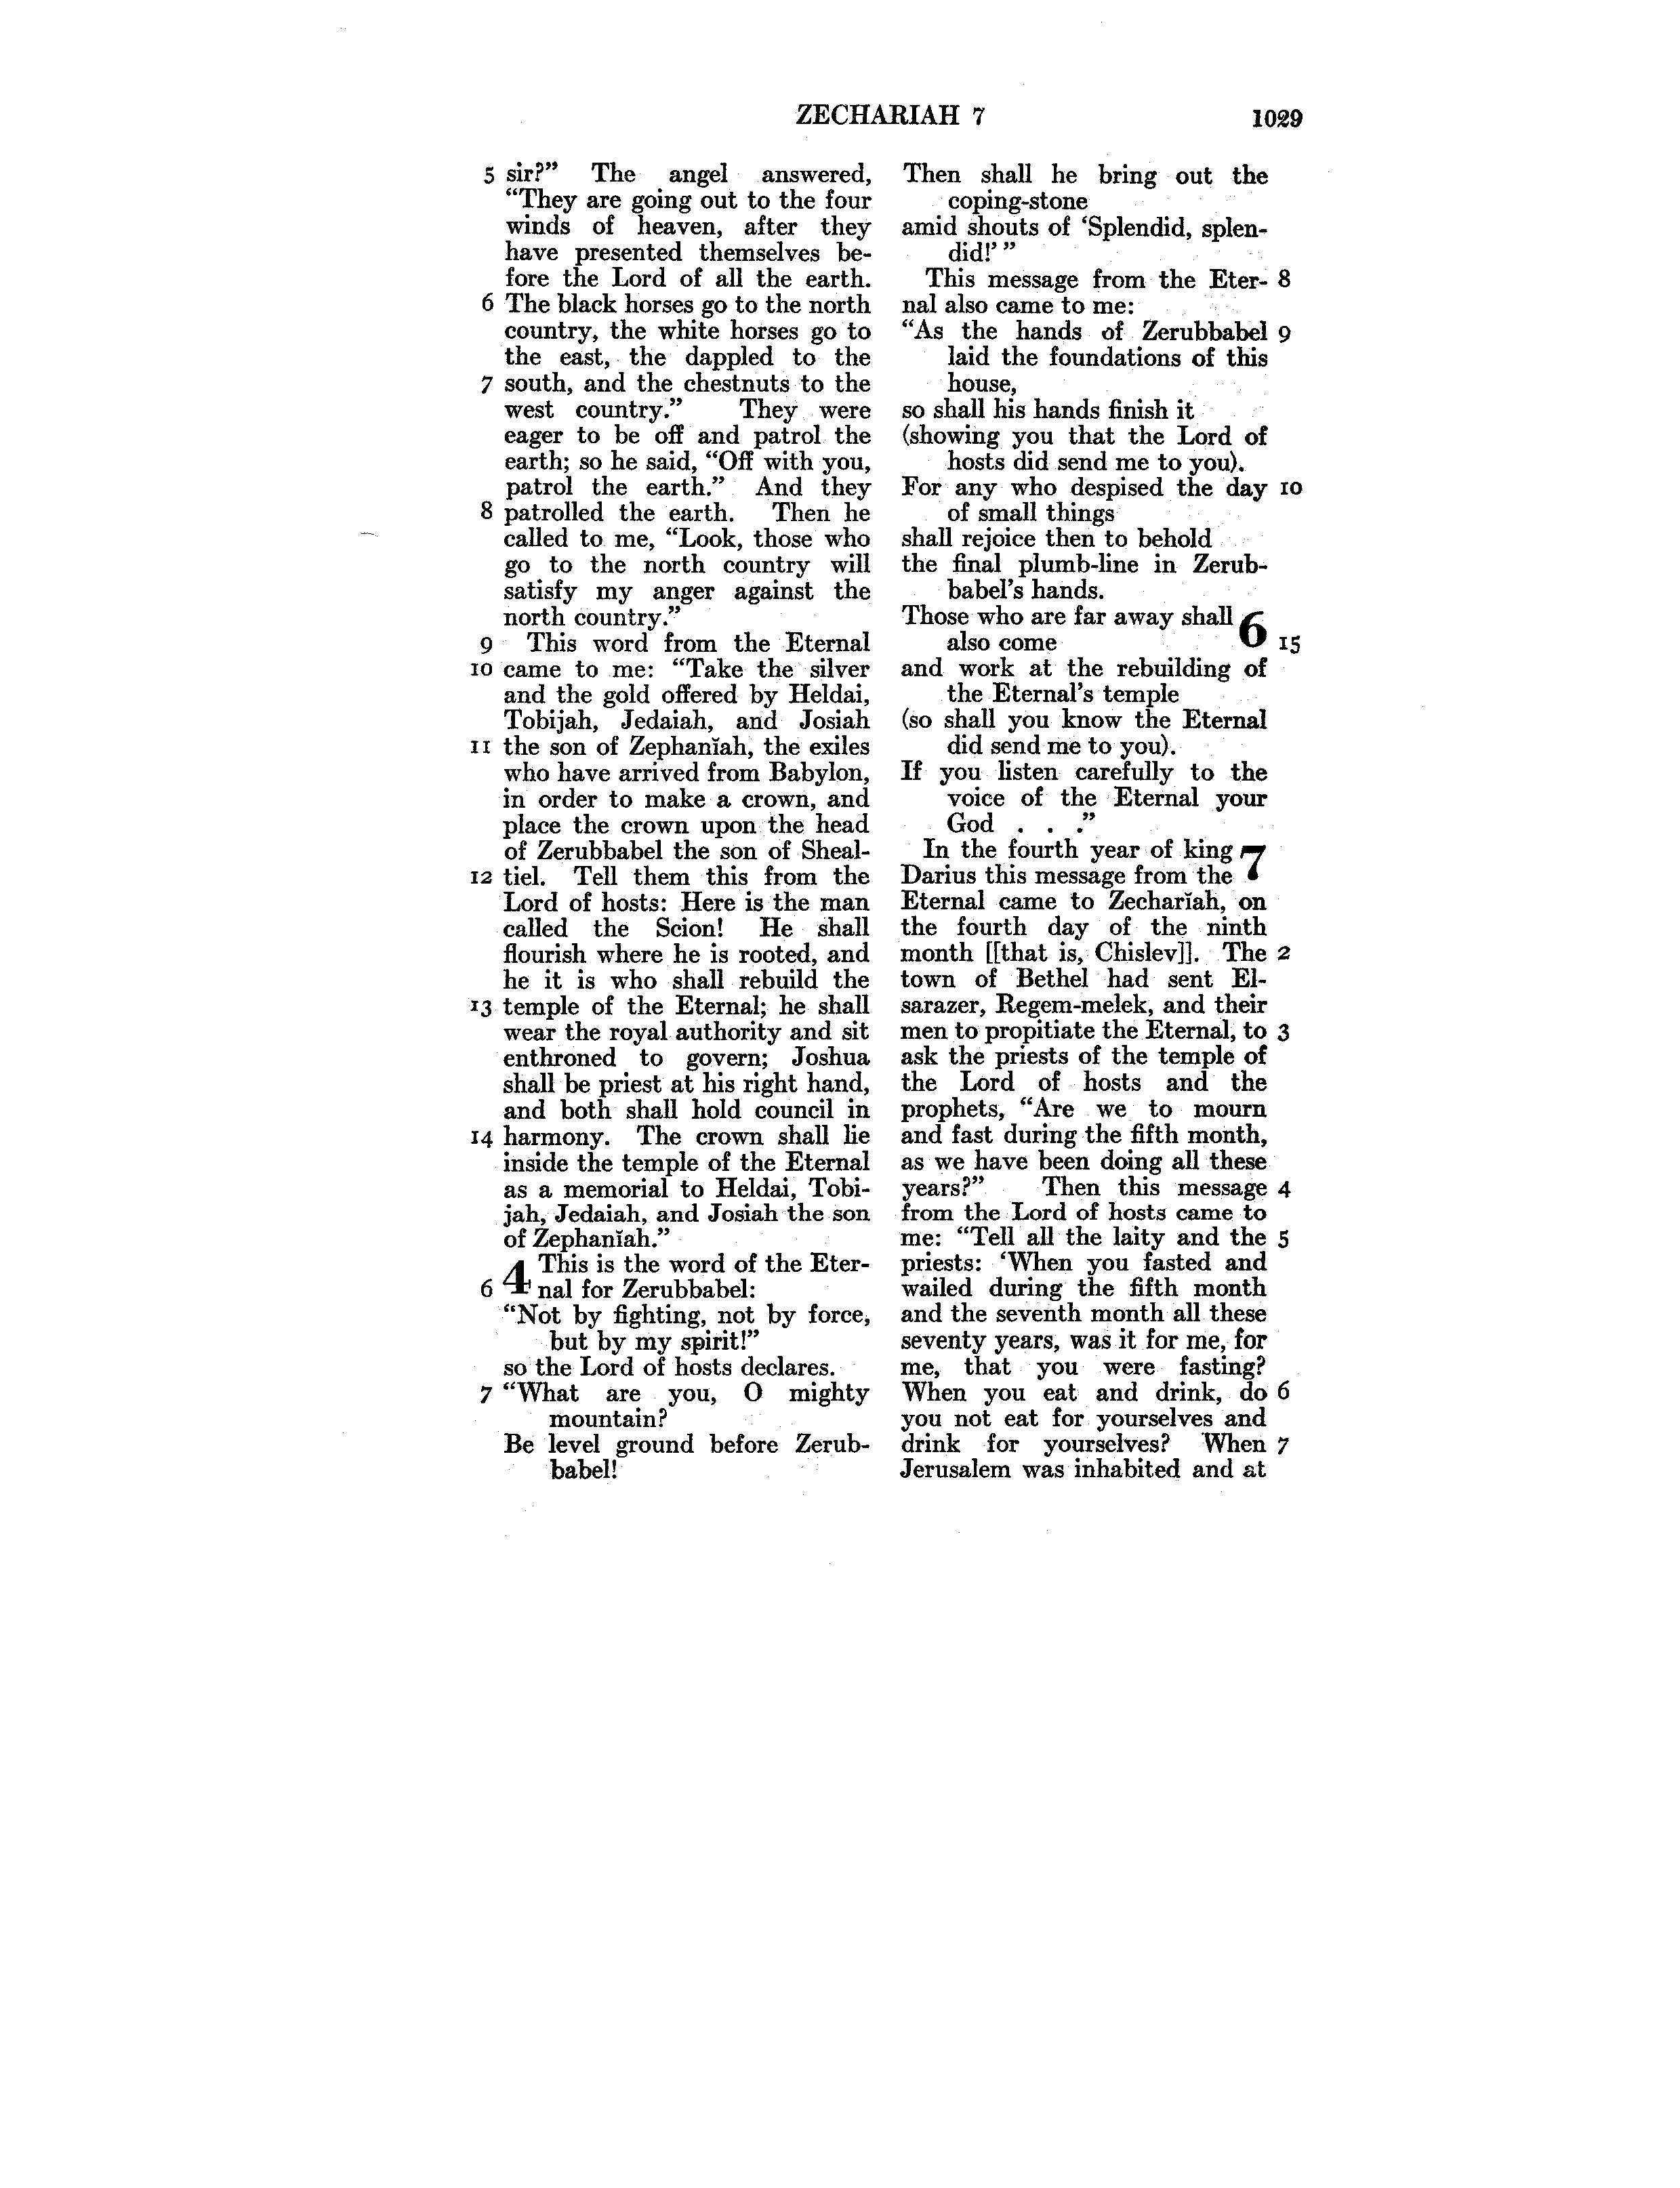 ZECHARIAH 7 1029
5 sir?” The angel answered,
“They are going out to the four
winds of heaven, after they
have presented themselves be-
fore the Lord of all the earth.
6 The black horses go to the north
country, the white horses go to
the east, the dappled to the
7 south, and the chestnuts to the
west country.” They were
eager to be off and patrol the
earth; so he said, “Off with you,
patrol the earth.” And they
8 patrolled the earth. Then he
called to me, “Look, those who
go to the north country will
satisfy my anger against the
north country.”
9 This word from the Eternal
10 came to me: “Take the silver
and the gold offered by Heldai,
Tobijah, Jedaiah, and Josiah
11 the son of Zephanĭah, the exiles
who have arrived from Babylon,
in order to make a crown, and
place the crown upon the head
of Zerubbabel the son of Sheal-
12 tiel. Tell them this from the
Lord of hosts: Here is the man
called the Scion! He shall
flourish where he is rooted, and
he it is who shall rebuild the
13 temple of the Eternal; he shall
wear the royal authority and sit
enthroned to govern; Joshua
shall be priest at his right hand,
and both shall hold council in
14 harmony. The crown shall lie
inside the temple of the Eternal
as a memorial to Heldai, Tobi-
jah, Jedaiah, and Josiah the son
of Zephanĭah.”
4 This is the word of the Eter-
6 nal for Zerubbabel:
“Not by fighting, not by force,
but by my spirit!”
so the Lord of hosts declares.
7 “What are you, O mighty
mountain?
Be level ground before Zerub-
babel!
Then shall he bring out the
coping-stone
amid shouts of ‘Splendid, splen-
did!’ ”
This message from the Eter- 8
nal also came to me:
“As the hands of Zerubbabel 9
laid the foundations of this
house,
so shall his hands finish it
(showing you that the Lord of
hosts did send me to you).
For any who despised the day 10
of small things
shall rejoice then to behold
the final plumb-line in Zerub-
babel’s hands.
Those who are far away shall 6
also come 15
and work at the rebuilding of
the Eternal’s temple
(so shall you know the Eternal
did send me to you).
If you listen carefully to the
voice of the Eternal your
God . . .”
In the fourth year of king 7
Darius this message from the
Eternal came to Zecharĭah, on
the fourth day of the ninth
month [[that is, Chislev]]. The 2
town of Bethel had sent El-
sarazer, Regem-melek, and their
men to propitiate the Eternal, to 3
ask the priests of the temple of
the Lord of hosts and the
prophets, “Are we to mourn
and fast during the fifth month,
as we have been doing all these
years?” Then this message 4
from the Lord of hosts came to
me: “Tell all the laity and the 5
priests: ‘When you fasted and
wailed during the fifth month
and the seventh month all these
seventy years, was it for me, for
me, that you were fasting?
When you eat and drink, do 6
you not eat for yourselves and
drink for yourselves? When 7
Jerusalem was inhabited and at